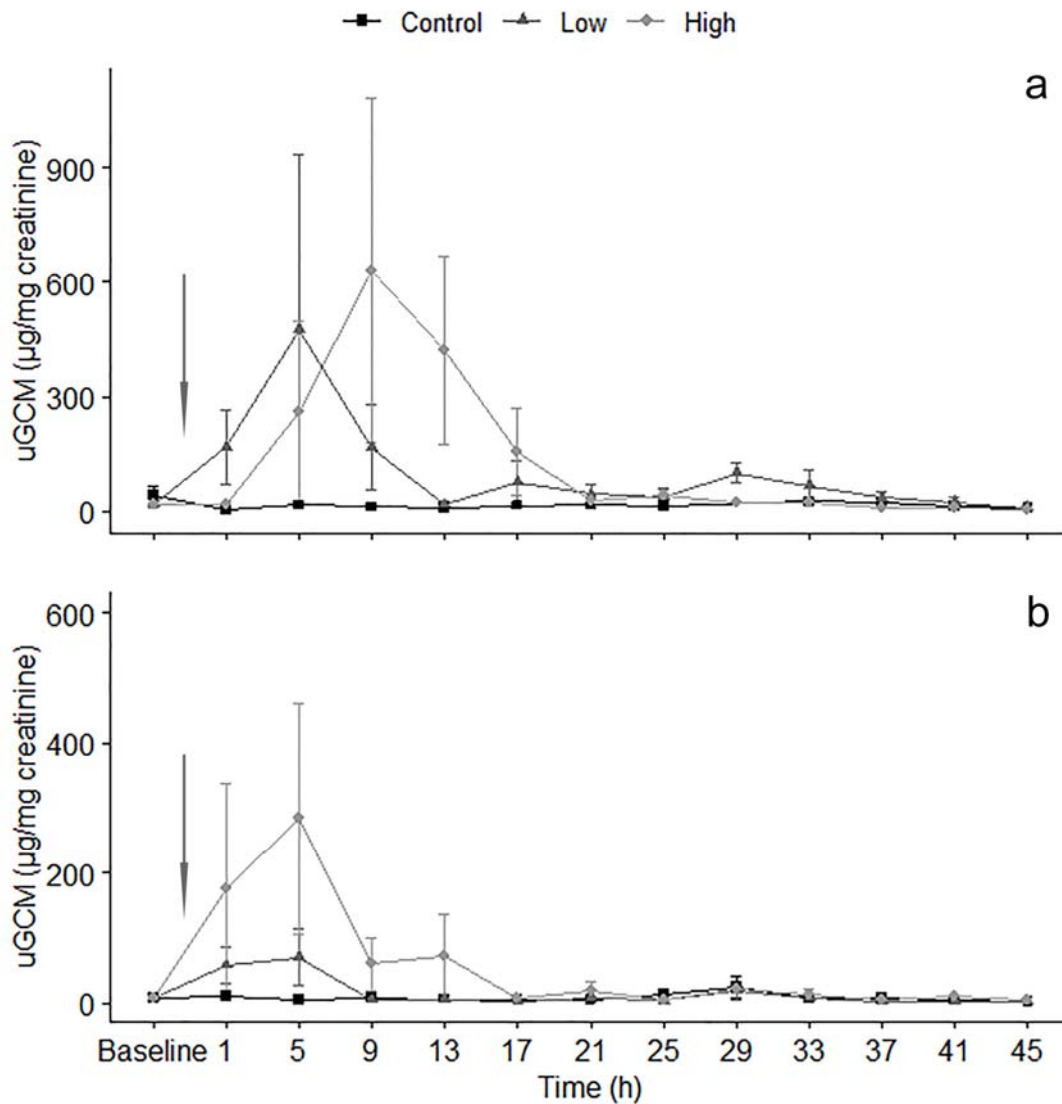 Control Low High
a
uGCM (µg/mg creatinine)
900
600
300
0
b
uGCM (µg/mg creatinine)
600
400
200
0
Baseline 1 5 9 13 17 21 25 29 33 37 41 45
Time (h)